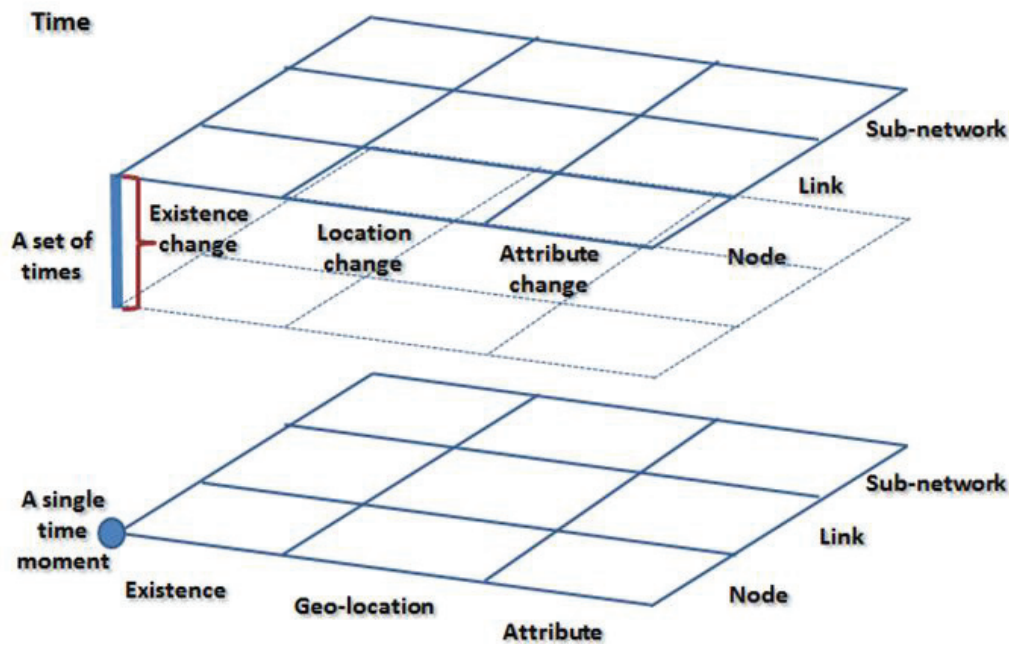 Time
Sub-network
Link
Node
Existence
change
Location
change
Attribute
change
A set of
times
Sub-network
Link
Node
A single
time
moment
Existence
Geo-location
Attribute